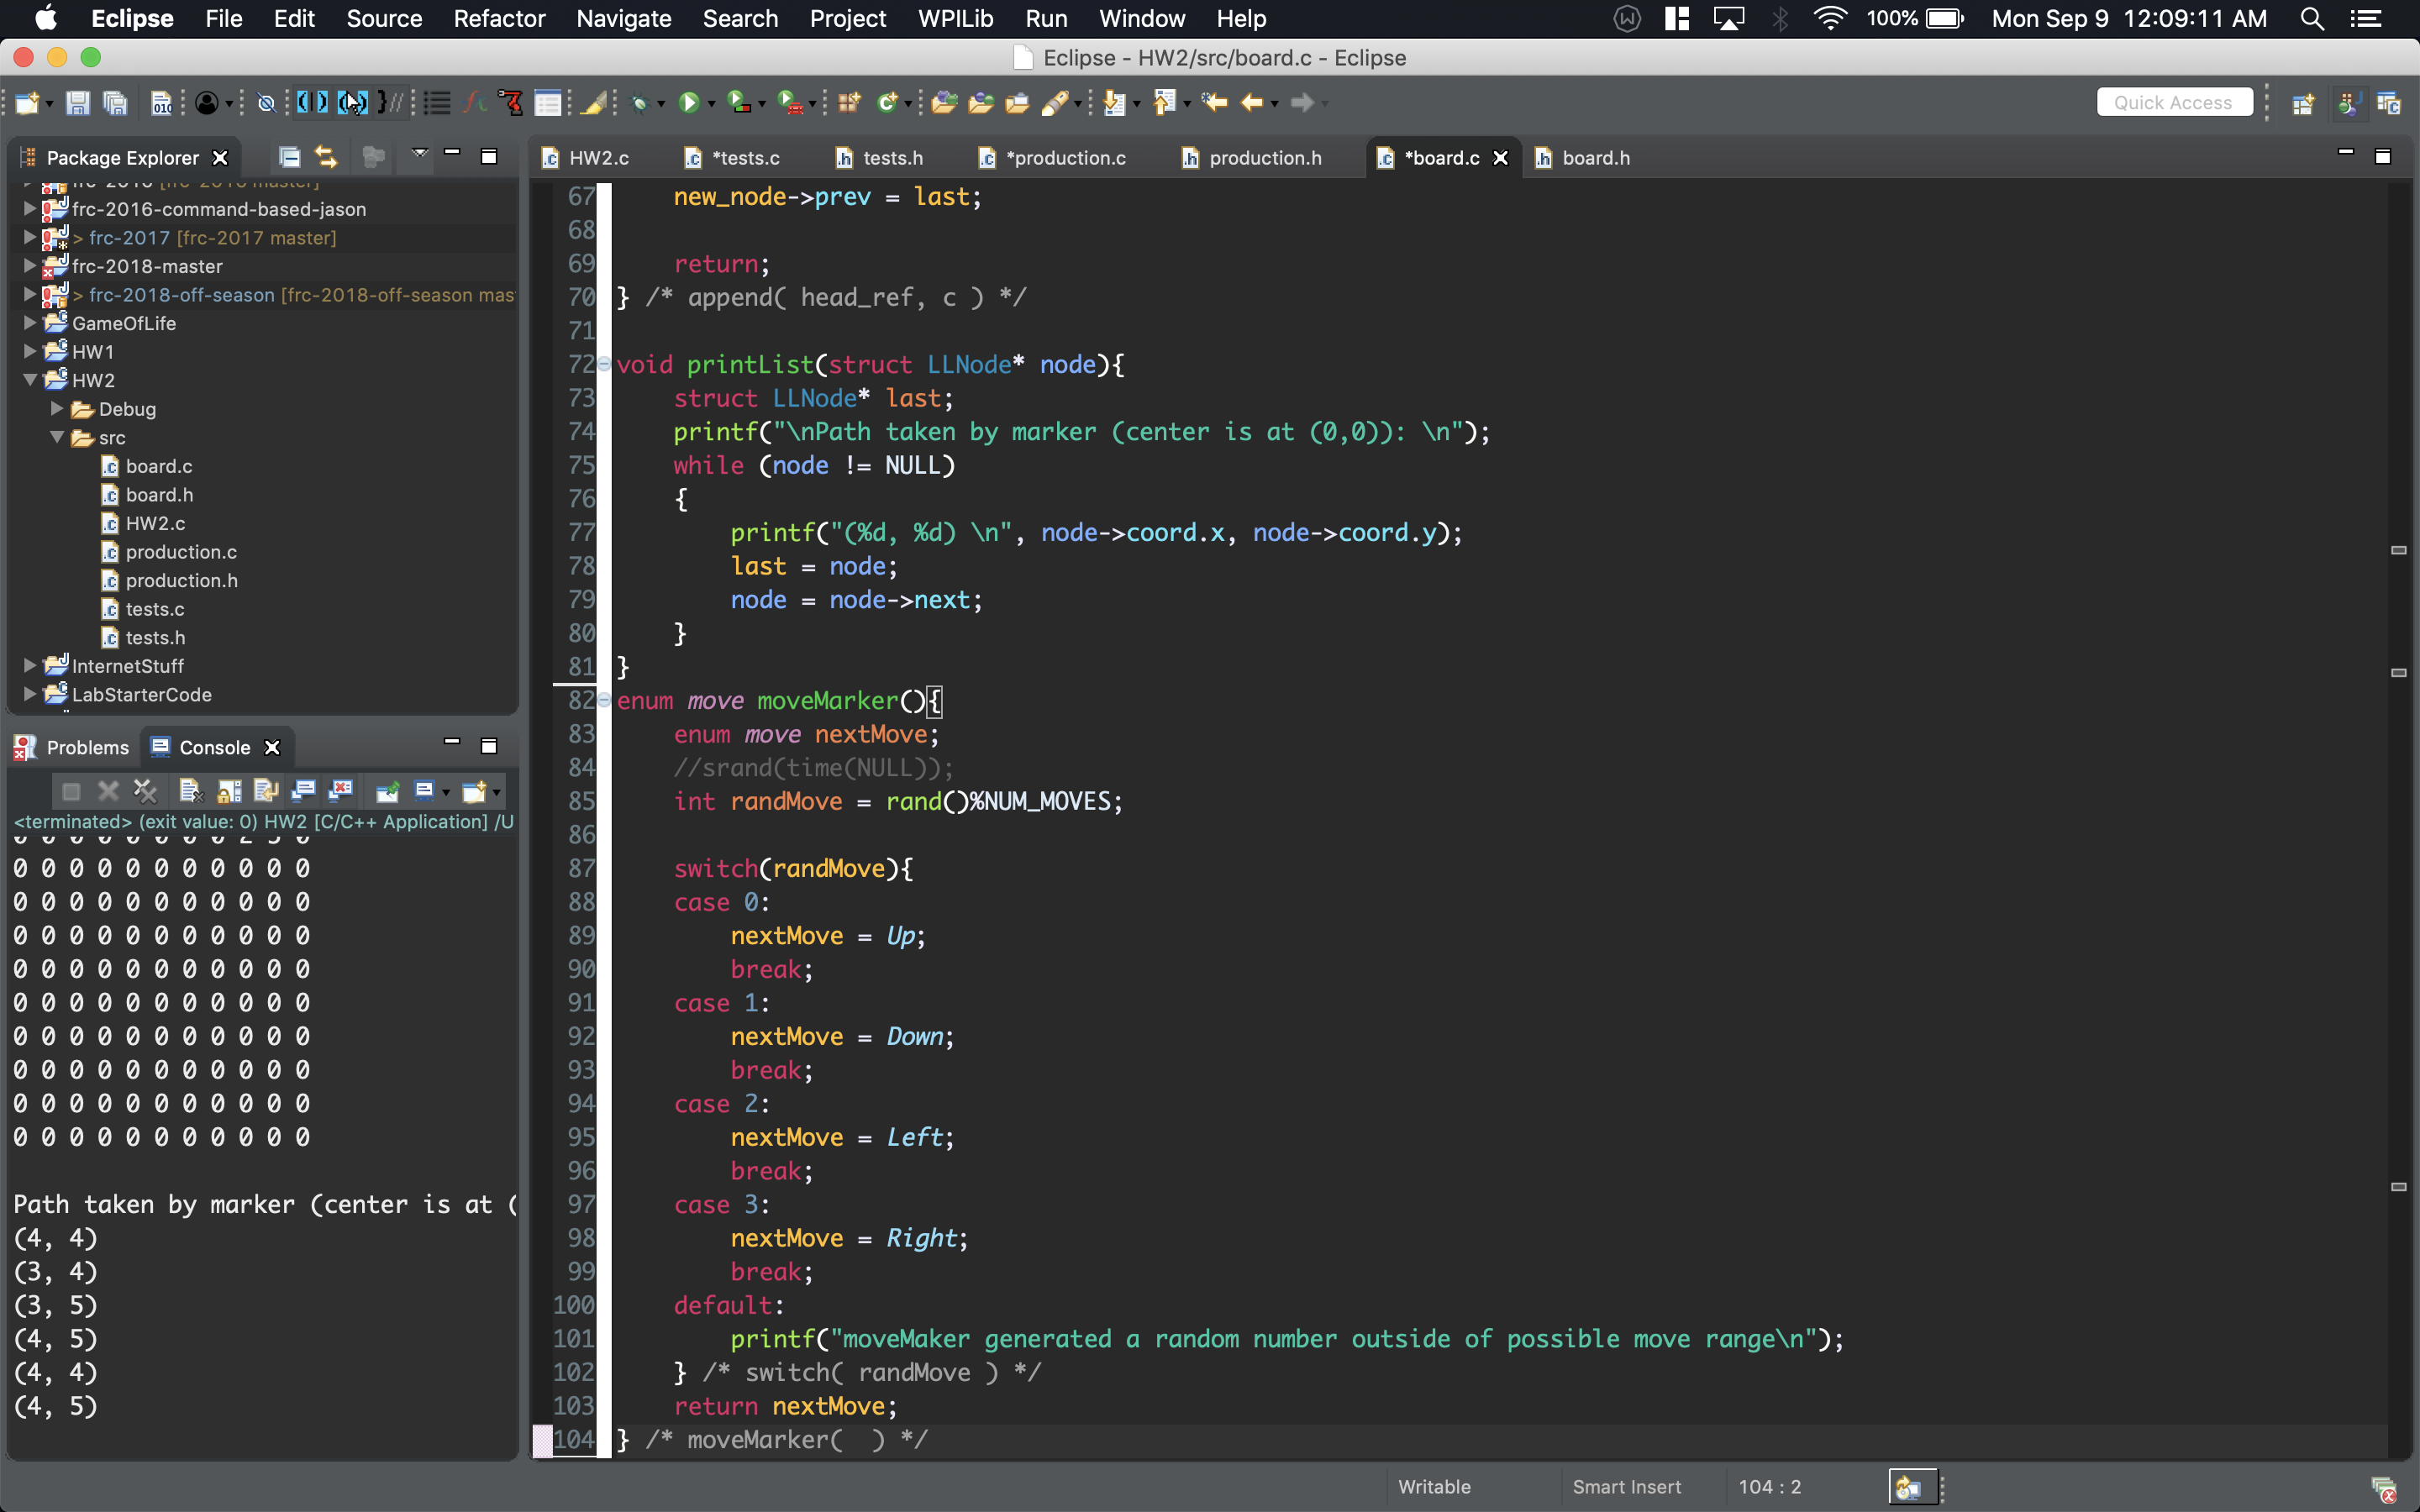 Eclipse File Edit Source Refactor Navigate Search Project WPILib Run Window Help 100% Mon Sep 9 12:09:11 AM
Eclipse - HW2/src/board.c - Eclipse
Quick Access
Package Explorer
frc-2016-command-based-jason
> frc-2017 [frc-2017 master]
frc-2018-master
> frc-2018-off-season [frc-2018-off-season mas
GameOfLife
HW1
HW2
Debug
src
board.c
board.h
HW2.c
production.c
production.h
tests.c
tests.h
InternetStuff
LabStarterCode
Problems Console
<terminated> (exit value: 0) HW2 [C/C++ Application] /U
0 0 0 0 0 0 0 0 0 0 0
0 0 0 0 0 0 0 0 0 0 0
0 0 0 0 0 0 0 0 0 0 0
0 0 0 0 0 0 0 0 0 0 0
0 0 0 0 0 0 0 0 0 0 0
0 0 0 0 0 0 0 0 0 0 0
0 0 0 0 0 0 0 0 0 0 0
0 0 0 0 0 0 0 0 0 0 0
0 0 0 0 0 0 0 0 0 0 0
Path taken by marker (center is at (
(4, 4)
(3, 4)
(3, 5)
(4, 5)
(4, 4)
(4, 5)
HW2.c *tests.c tests.h *production.c production.h *board.c board.h
67 new_node->prev = last;
68
69 return;
70 } /* append( head_ref, c ) */
71
72 void printList(struct LLNode* node){
73 struct LLNode* last;
74 printf("\nPath taken by marker (center is at (0,0)): \n");
75 while (node != NULL)
76 {
77 printf("(%d, %d) \n", node->coord.x, node->coord.y);
78 last = node;
79 node = node->next;
80 }
81 }
82 enum move moveMarker(){
83 enum move nextMove;
84 //srand(time(NULL));
85 int randMove = rand()%NUM_MOVES;
86
87 switch(randMove){
88 case 0:
89 nextMove = Up;
90 break;
91 case 1:
92 nextMove = Down;
93 break;
94 case 2:
95 nextMove = Left;
96 break;
97 case 3:
98 nextMove = Right;
99 break;
100 default:
101 printf("moveMaker generated a random number outside of possible move range\n");
102 } /* switch( randMove ) */
103 return nextMove;
104 } /* moveMarker(  ) */
Writable Smart Insert 104 : 2